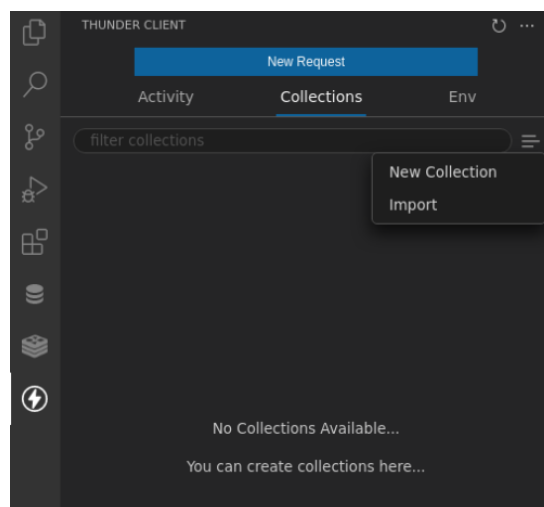 THUNDER CLIENT
New Request
Activity Collections Env
filter collections
New Collection
Import
No Collections Available...
You can create collections here...